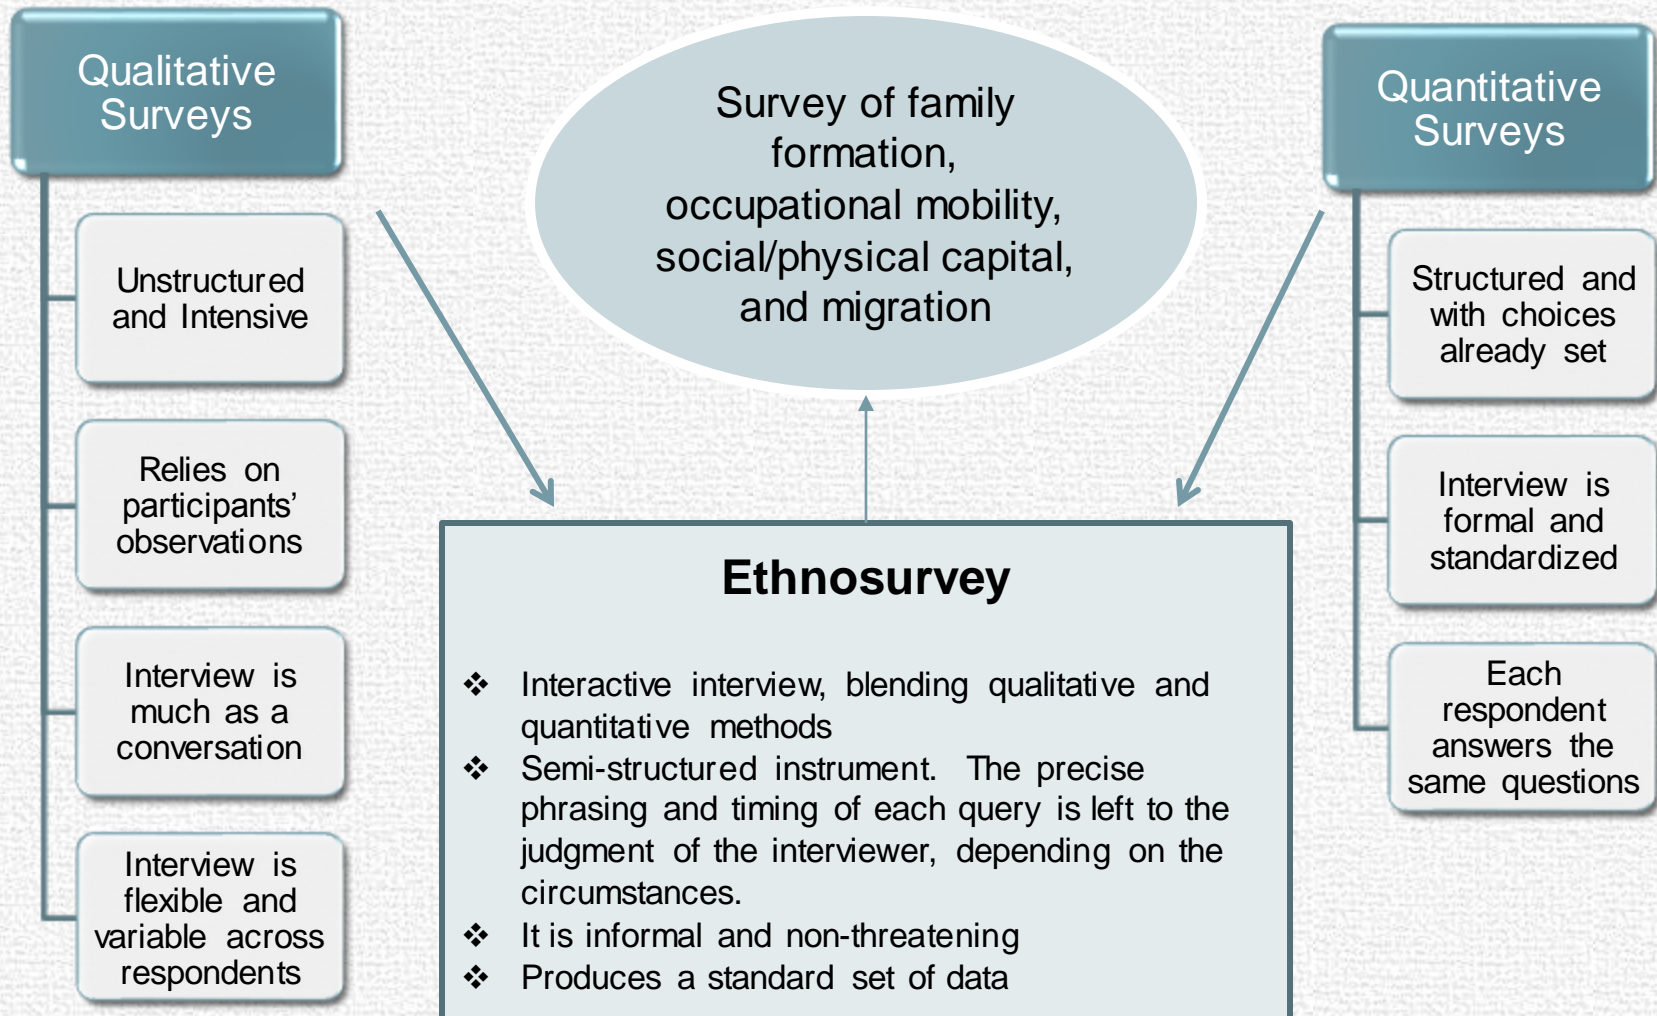 Qualitative
Surveys
Unstructured
and Intensive
Relies on
participants’
observations
Interview is
much as a
conversation
Interview is
flexible and
variable across
respondents
Survey of family
formation,
occupational mobility,
social/physical capital,
and migration
Ethnosurvey
❖ Interactive interview, blending qualitative and
quantitative methods
❖ Semi-structured instrument. The precise
phrasing and timing of each query is left to the
judgment of the interviewer, depending on the
circumstances.
❖ It is informal and non-threatening
❖ Produces a standard set of data
Quantitative
Surveys
Structured and
with choices
already set
Interview is
formal and
standardized
Each
respondent
answers the
same questions